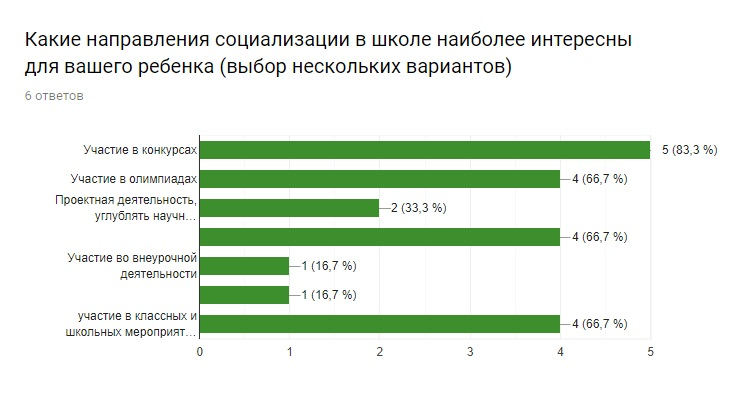 Какие направления социализации в школе наиболее интересны
для вашего ребенка (выбор нескольких вариантов)
6 ответов
Участие в конкурсах
5 (83,3 %)
Участие в олимпиадах
4 (66,7 %)
Проектная деятельность,
углублять научн…
2 (33,3 %)
4 (66,7 %)
Участие во внеурочной
деятельности
1 (16,7 %)
1 (16,7 %)
участие в классных и
школьных мероприят…
4 (66,7 %)
0 1 2 3 4 5